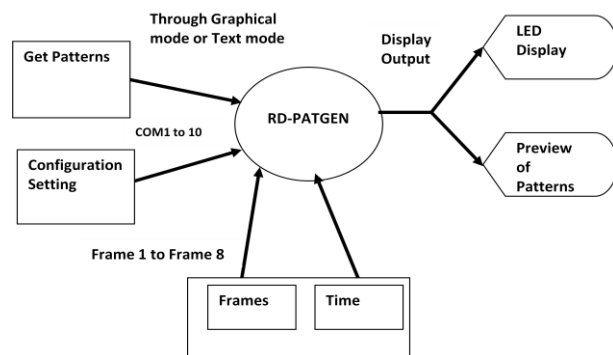 Through Graphical
mode or Text mode
Get Patterns
Display
Output
LED
Display
RD-PATGEN
COM1 to 10
Configuration
Setting
Preview
of
Patterns
Frame 1 to Frame 8
Frames
Time